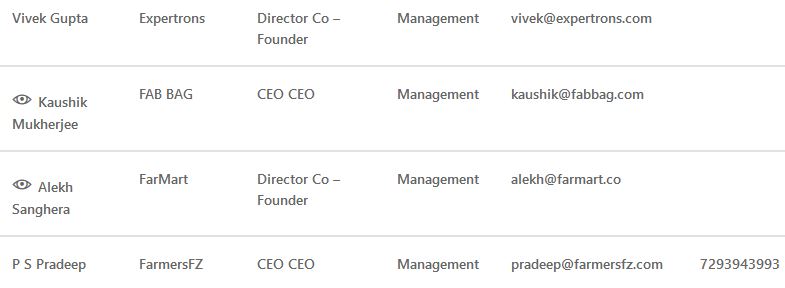 Vivek Gupta Expertrons Director Co – Management vivek@expertrons.com
Founder
Kaushik FAB BAG CEO CEO Management kaushik@fabbag.com
Mukherjee
Alekh FarMart Director Co – Management alekh@farmart.co
Sanghera Founder
P S Pradeep FarmersFZ CEO CEO Management pradeep@farmersfz.com 7293943993